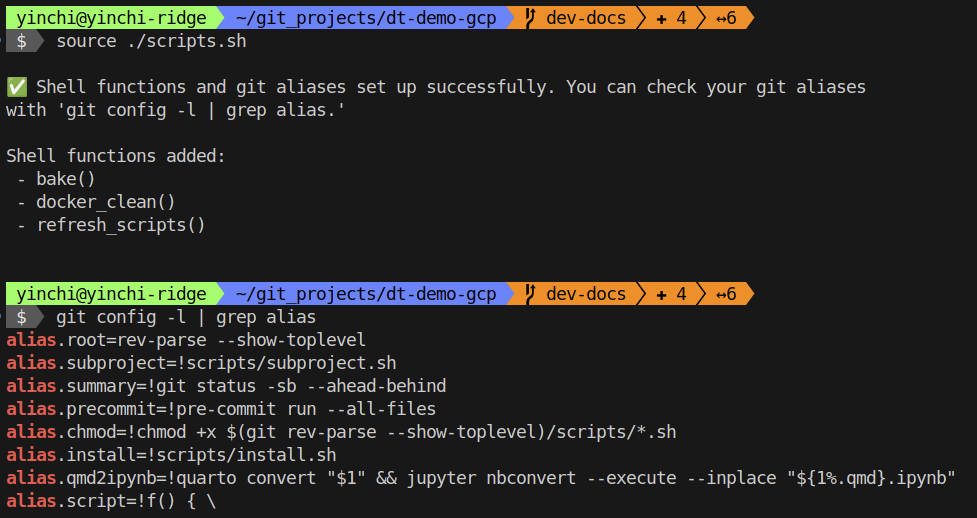 yinchi@yinchi-ridge ~/git_projects/dt-demo-gcp dev-docs + 4 ↔6
$ source ./scripts.sh
✅ Shell functions and git aliases set up successfully. You can check your git aliases
with 'git config -l | grep alias.'
Shell functions added:
- bake()
- docker_clean()
- refresh_scripts()
yinchi@yinchi-ridge ~/git_projects/dt-demo-gcp dev-docs + 4 ↔6
$ git config -l | grep alias
alias.root=rev-parse --show-toplevel
alias.subproject=!scripts/subproject.sh
alias.summary=!git status -sb --ahead-behind
alias.precommit=!pre-commit run --all-files
alias.chmod=!chmod +x $(git rev-parse --show-toplevel)/scripts/*.sh
alias.install=!scripts/install.sh
alias.qmd2ipynb=!quarto convert "$1" && jupyter nbconvert --execute --inplace "${1%.qmd}.ipynb"
alias.script=!f() { \